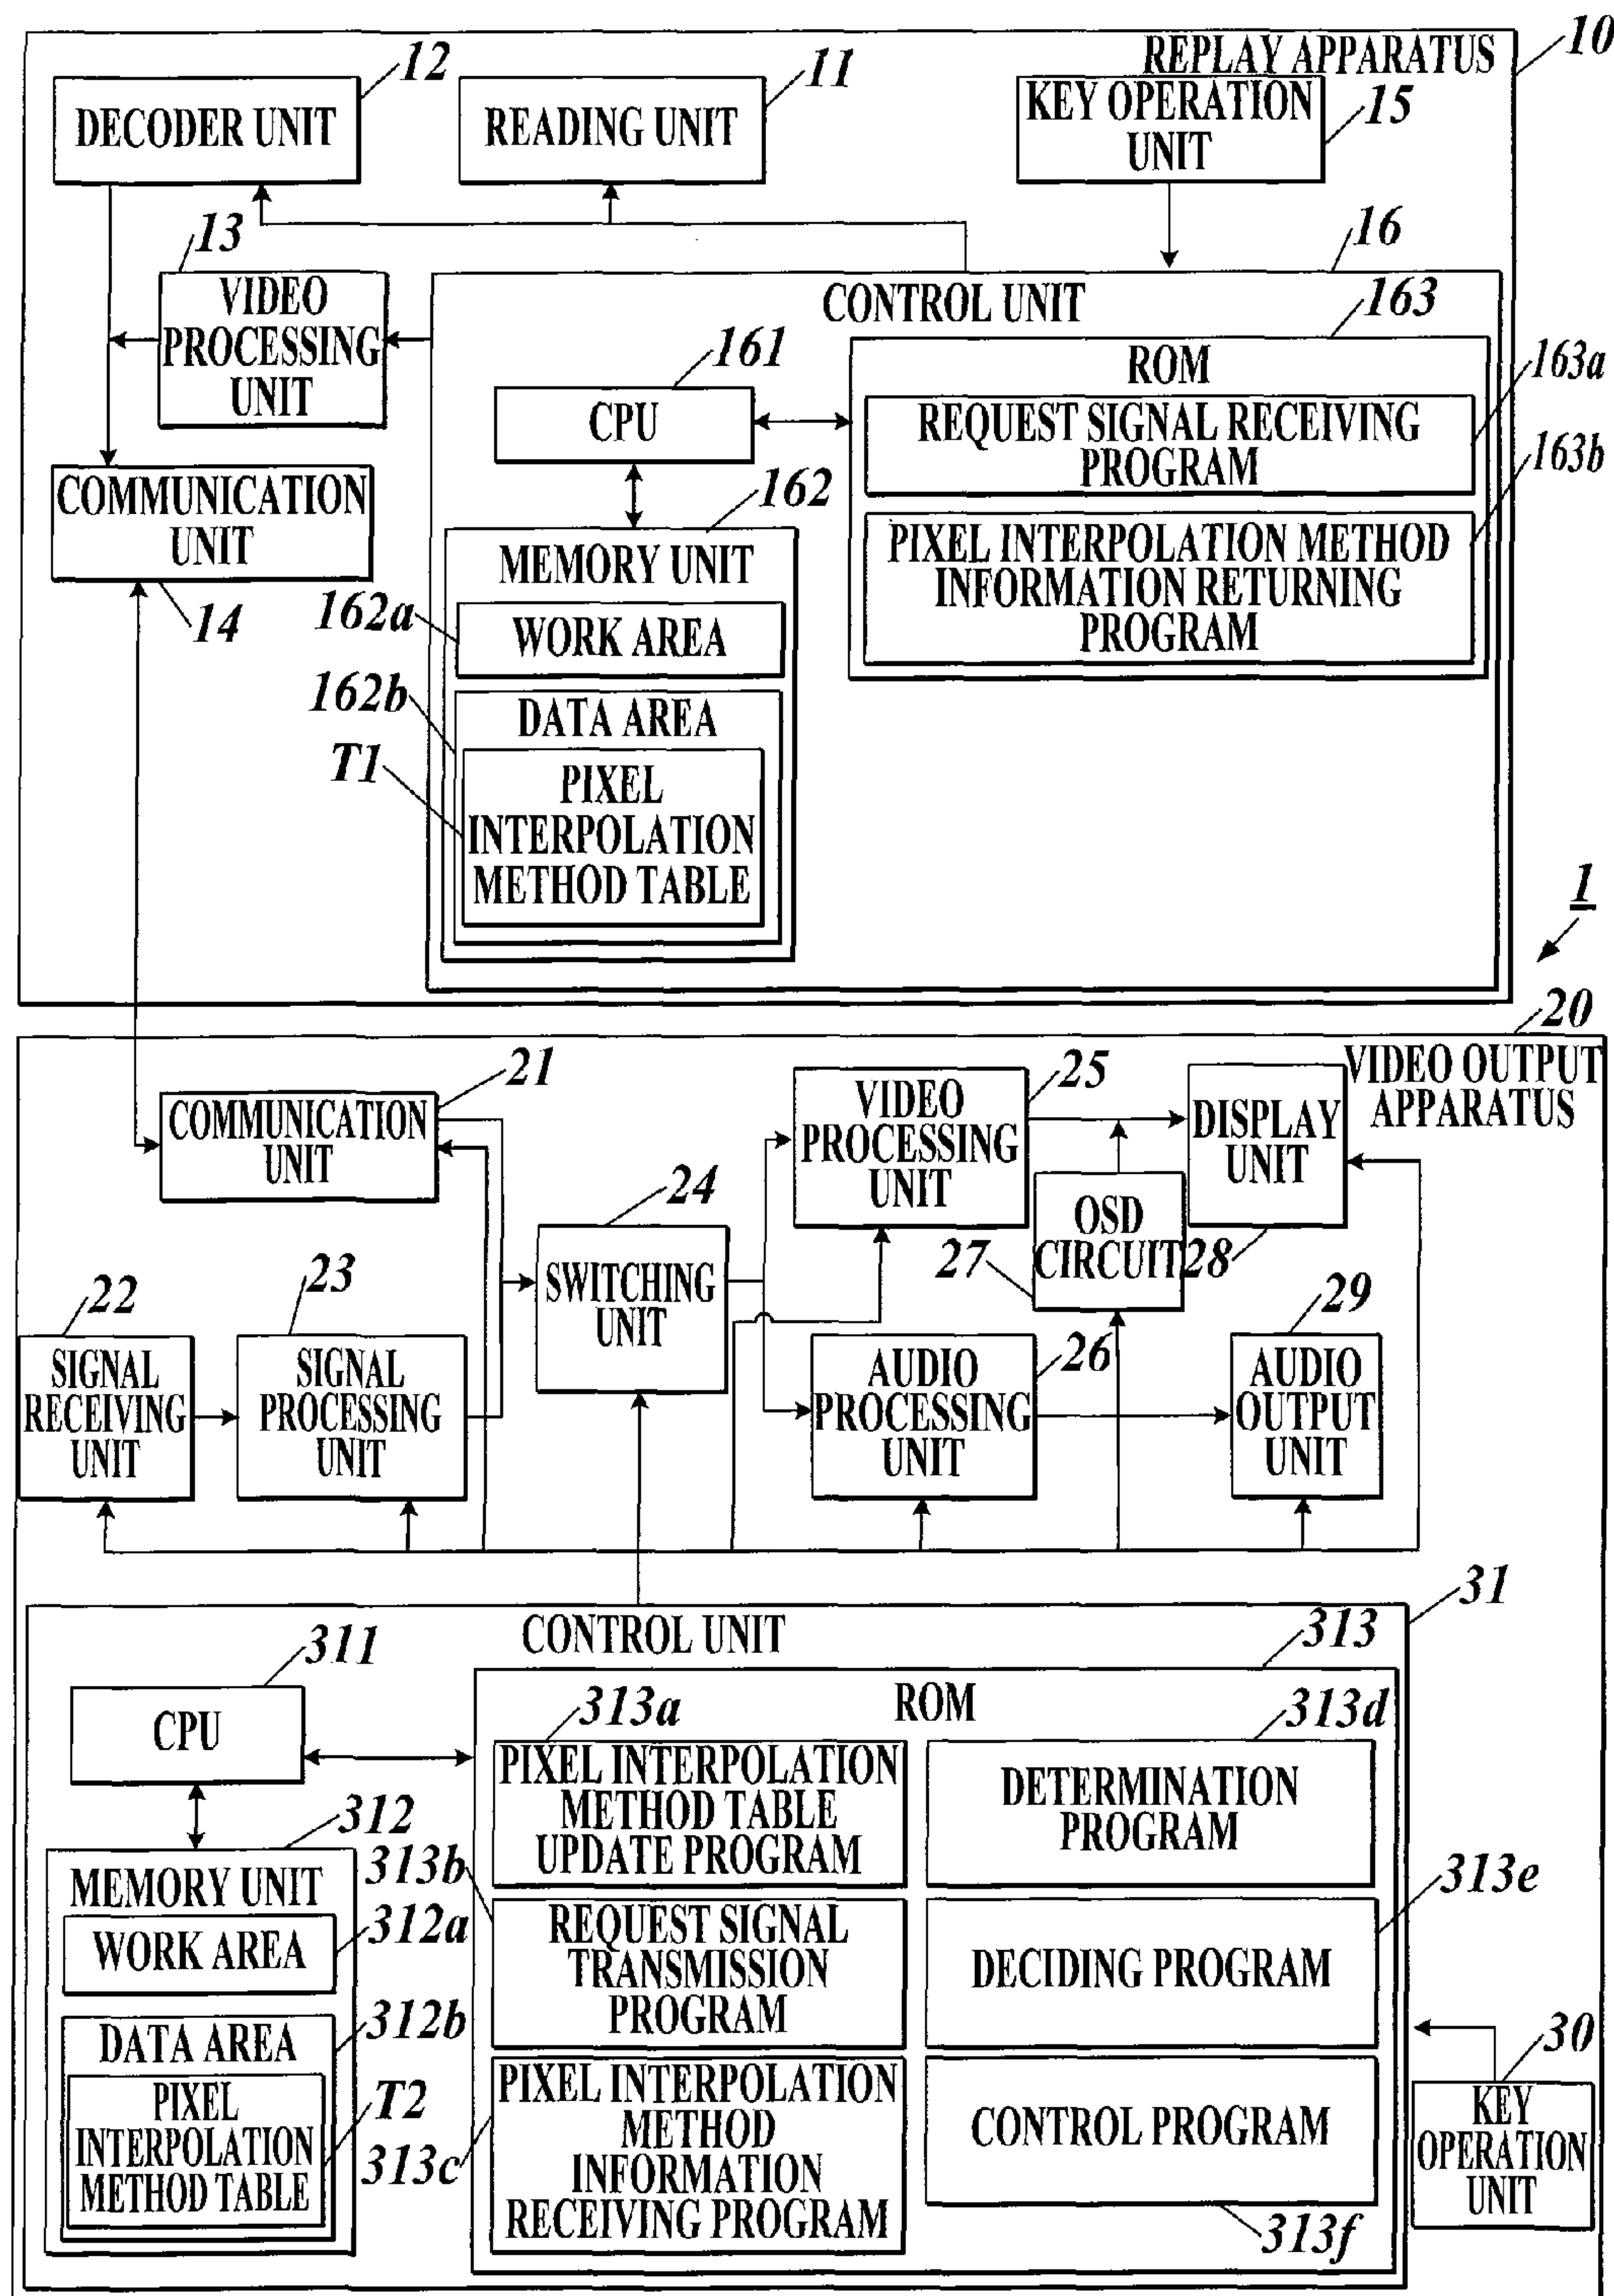 REPLAY APPARATUS
10
12
DECODER UNIT
11
READING UNIT
KEY OPERATION
UNIT
15
13
VIDEO
PROCESSING
UNIT
16
CONTROL UNIT
161
CPU
163
ROM
163a
REQUEST SIGNAL RECEIVING
PROGRAM
163b
PIXEL INTERPOLATION METHOD
INFORMATION RETURNING
PROGRAM
COMMUNICATION
UNIT
14
162
MEMORY UNIT
162a
WORK AREA
162b
DATA AREA
T1
PIXEL
INTERPOLATION
METHOD TABLE
1
20
VIDEO OUTPUT
APPARATUS
21
COMMUNICATION
UNIT
25
VIDEO
PROCESSING
UNIT
DISPLAY
UNIT
28
24
SWITCHING
UNIT
27
OSD
CIRCUIT
22
SIGNAL
RECEIVING
UNIT
23
SIGNAL
PROCESSING
UNIT
26
AUDIO
PROCESSING
UNIT
29
AUDIO
OUTPUT
UNIT
31
CONTROL UNIT
311
CPU
313
ROM
313a
PIXEL INTERPOLATION
METHOD TABLE
UPDATE PROGRAM
313d
DETERMINATION
PROGRAM
312
MEMORY UNIT
312a
WORK AREA
313b
REQUEST SIGNAL
TRANSMISSION
PROGRAM
313e
DECIDING PROGRAM
312b
DATA AREA
T2
PIXEL
INTERPOLATION
METHOD TABLE
313c
PIXEL INTERPOLATION
METHOD
INFORMATION
RECEIVING PROGRAM
CONTROL PROGRAM
313f
30
KEY
OPERATION
UNIT